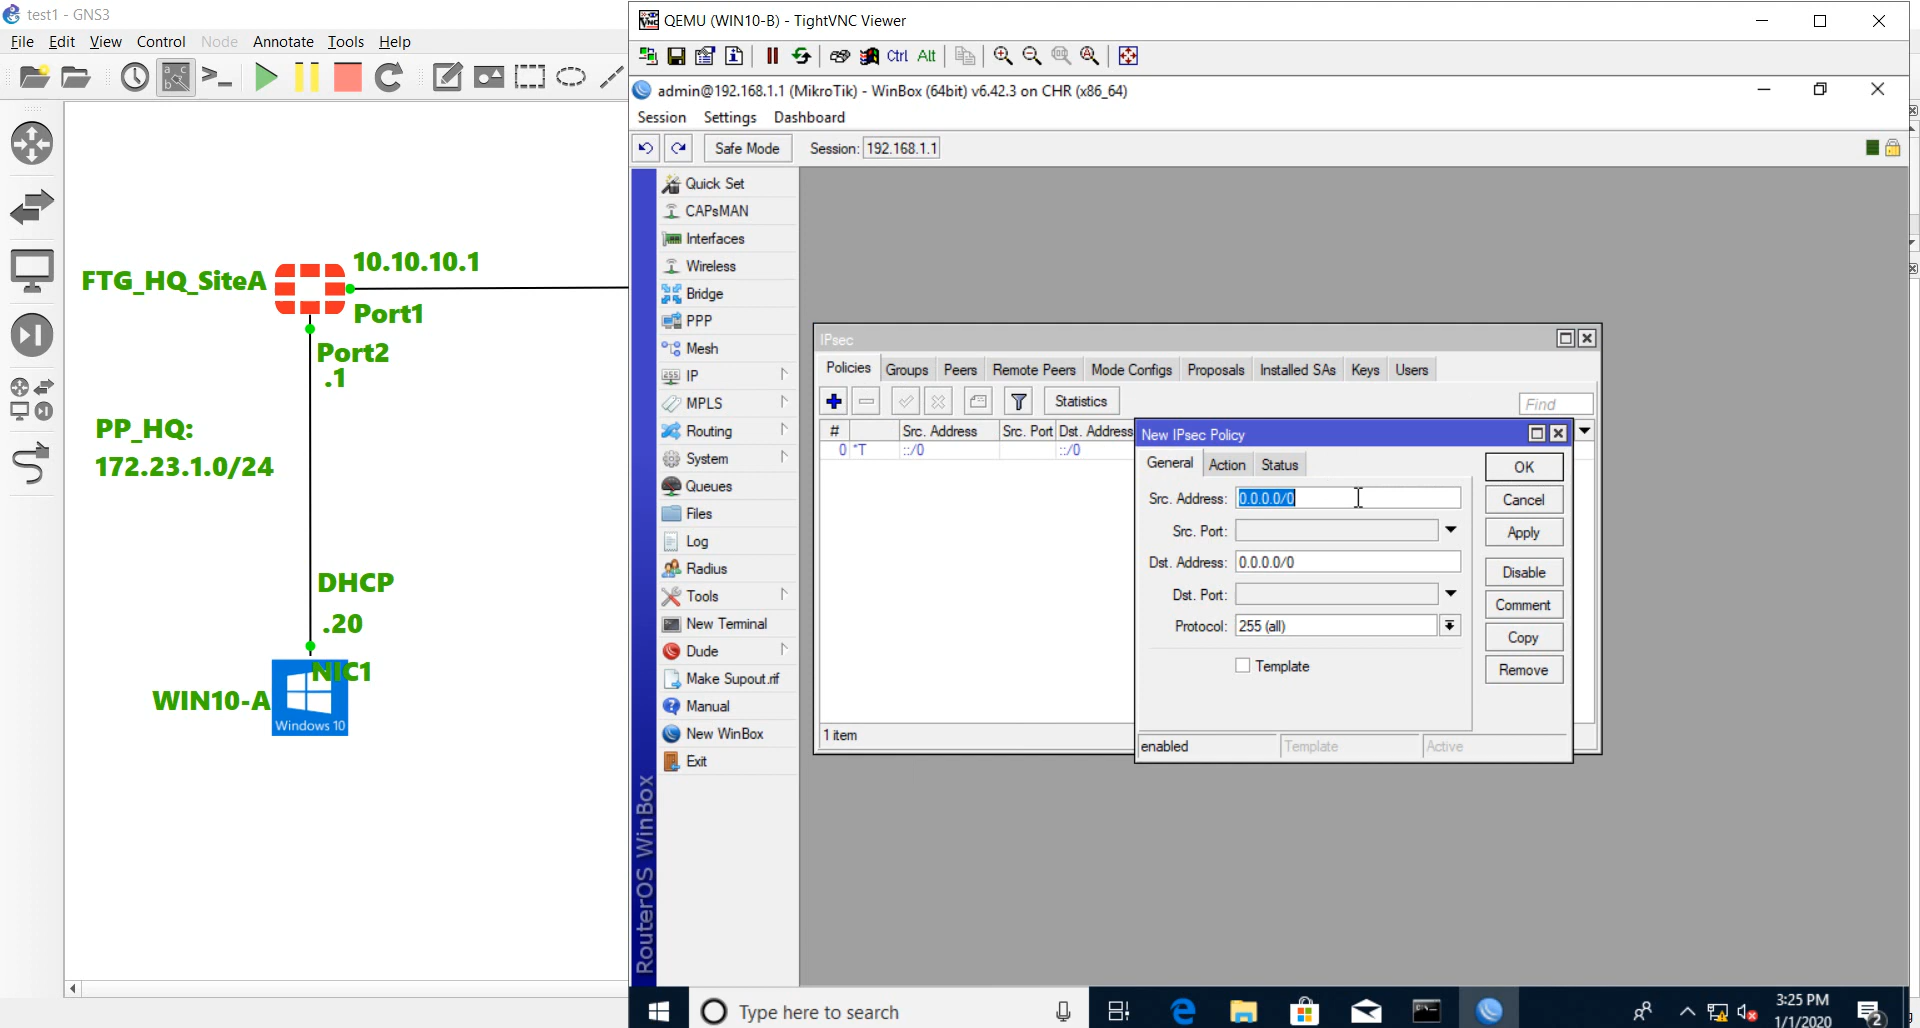 test1 - GNS3
File Edit View Control Node Annotate Tools Help
FTG_HQ_SiteA
10.10.10.1
Port1
Port2
.1
PP_HQ:
172.23.1.0/24
DHCP
.20
NIC1
WIN10-A
Windows 10
QEMU (WIN10-B) - TightVNC Viewer
Ctrl Alt
admin@192.168.1.1 (MikroTik) - WinBox (64bit) v6.42.3 on CHR (x86_64)
Session Settings Dashboard
Safe Mode Session: 192.168.1.1
Quick Set
CAPsMAN
Interfaces
Wireless
Bridge
PPP
Mesh
IP
MPLS
Routing
System
Queues
Files
Log
Radius
Tools
New Terminal
Dude
Make Supout.rif
Manual
New WinBox
Exit
RouterOS WinBox
IPsec
Policies Groups Peers Remote Peers Mode Configs Proposals Installed SAs Keys Users
Statistics
Find
# Src. Address Src. Port Dst. Address
0 *T ::/0 ::/0
1 item
New IPsec Policy
General Action Status
Src. Address: 0.0.0.0/0
Src. Port:
Dst. Address: 0.0.0.0/0
Dst. Port:
Protocol: 255 (all)
Template
OK
Cancel
Apply
Disable
Comment
Copy
Remove
enabled Template Active
Type here to search
3:25 PM
1/1/2020
2